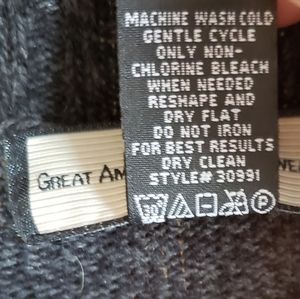 MACHINE WASH COLD
GENTLE CYCLE
ONLY NON-
CHLORINE BLEACH
WHEN NEEDED
RESHAPE AND
DRY FLAT
DO NOT IRON
FOR BEST RESULTS
DRY CLEAN
STYLE# 30991
30 P
GREAT AM